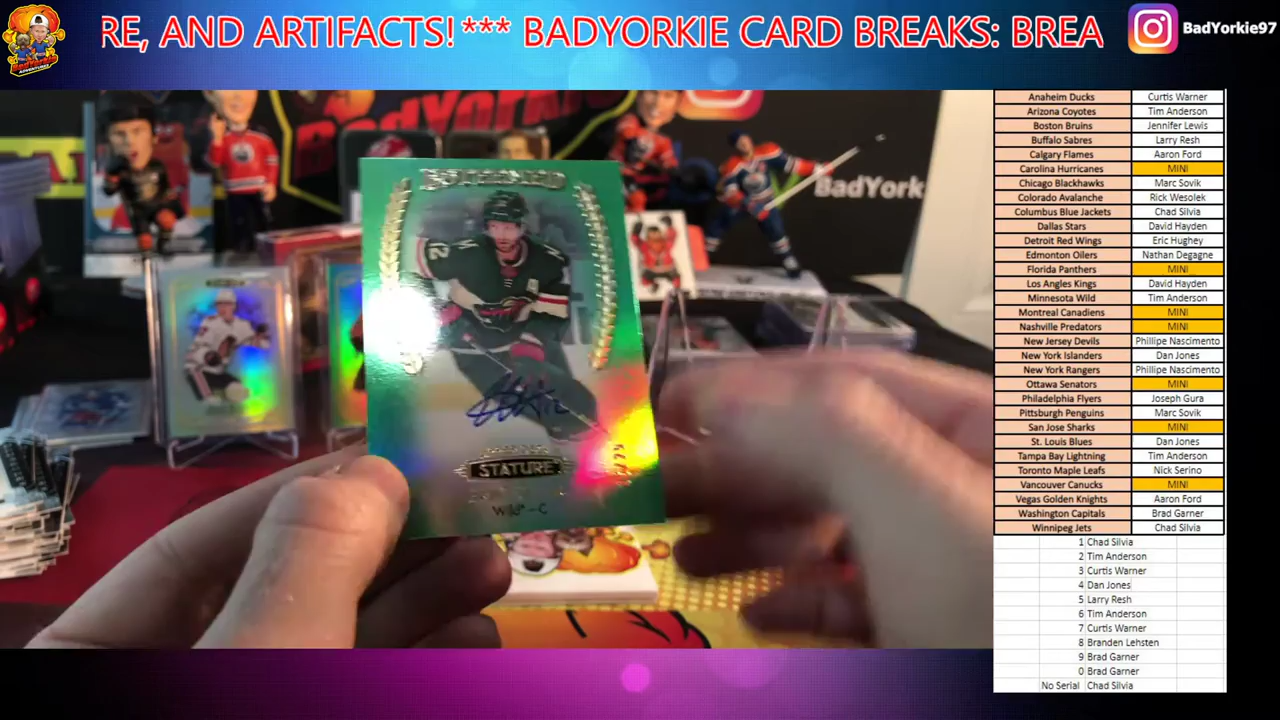 RE, AND ARTIFACTS! *** BADYORKIE CARD BREAKS: BREA
BadYorkie97
BadYork
12
STATURE
Wild® - C
Anaheim Ducks Curtis Warner
Arizona Coyotes Tim Anderson
Boston Bruins Jennifer Lewis
Buffalo Sabres Larry Resh
Calgary Flames Aaron Ford
Carolina Hurricanes MINI
Chicago Blackhawks Marc Sovik
Colorado Avalanche Rick Wesolek
Columbus Blue Jackets Chad Silvia
Dallas Stars David Hayden
Detroit Red Wings Eric Hughey
Edmonton Oilers Nathan Degagne
Florida Panthers MINI
Los Angeles Kings David Hayden
Minnesota Wild Tim Anderson
Montreal Canadiens MINI
Nashville Predators MINI
New Jersey Devils Phillipe Nascimento
New York Islanders Dan Jones
New York Rangers Phillipe Nascimento
Ottawa Senators MINI
Philadelphia Flyers Joseph Gura
Pittsburgh Penguins Marc Sovik
San Jose Sharks MINI
St. Louis Blues Dan Jones
Tampa Bay Lightning Tim Anderson
Toronto Maple Leafs Nick Serino
Vancouver Canucks MINI
Vegas Golden Knights Aaron Ford
Washington Capitals Brad Garner
Winnipeg Jets Chad Silvia
1 Chad Silvia
2 Tim Anderson
3 Curtis Warner
4 Dan Jones
5 Larry Resh
6 Tim Anderson
7 Curtis Warner
8 Branden Lehsten
9 Brad Garner
0 Brad Garner
No Serial Chad Silvia